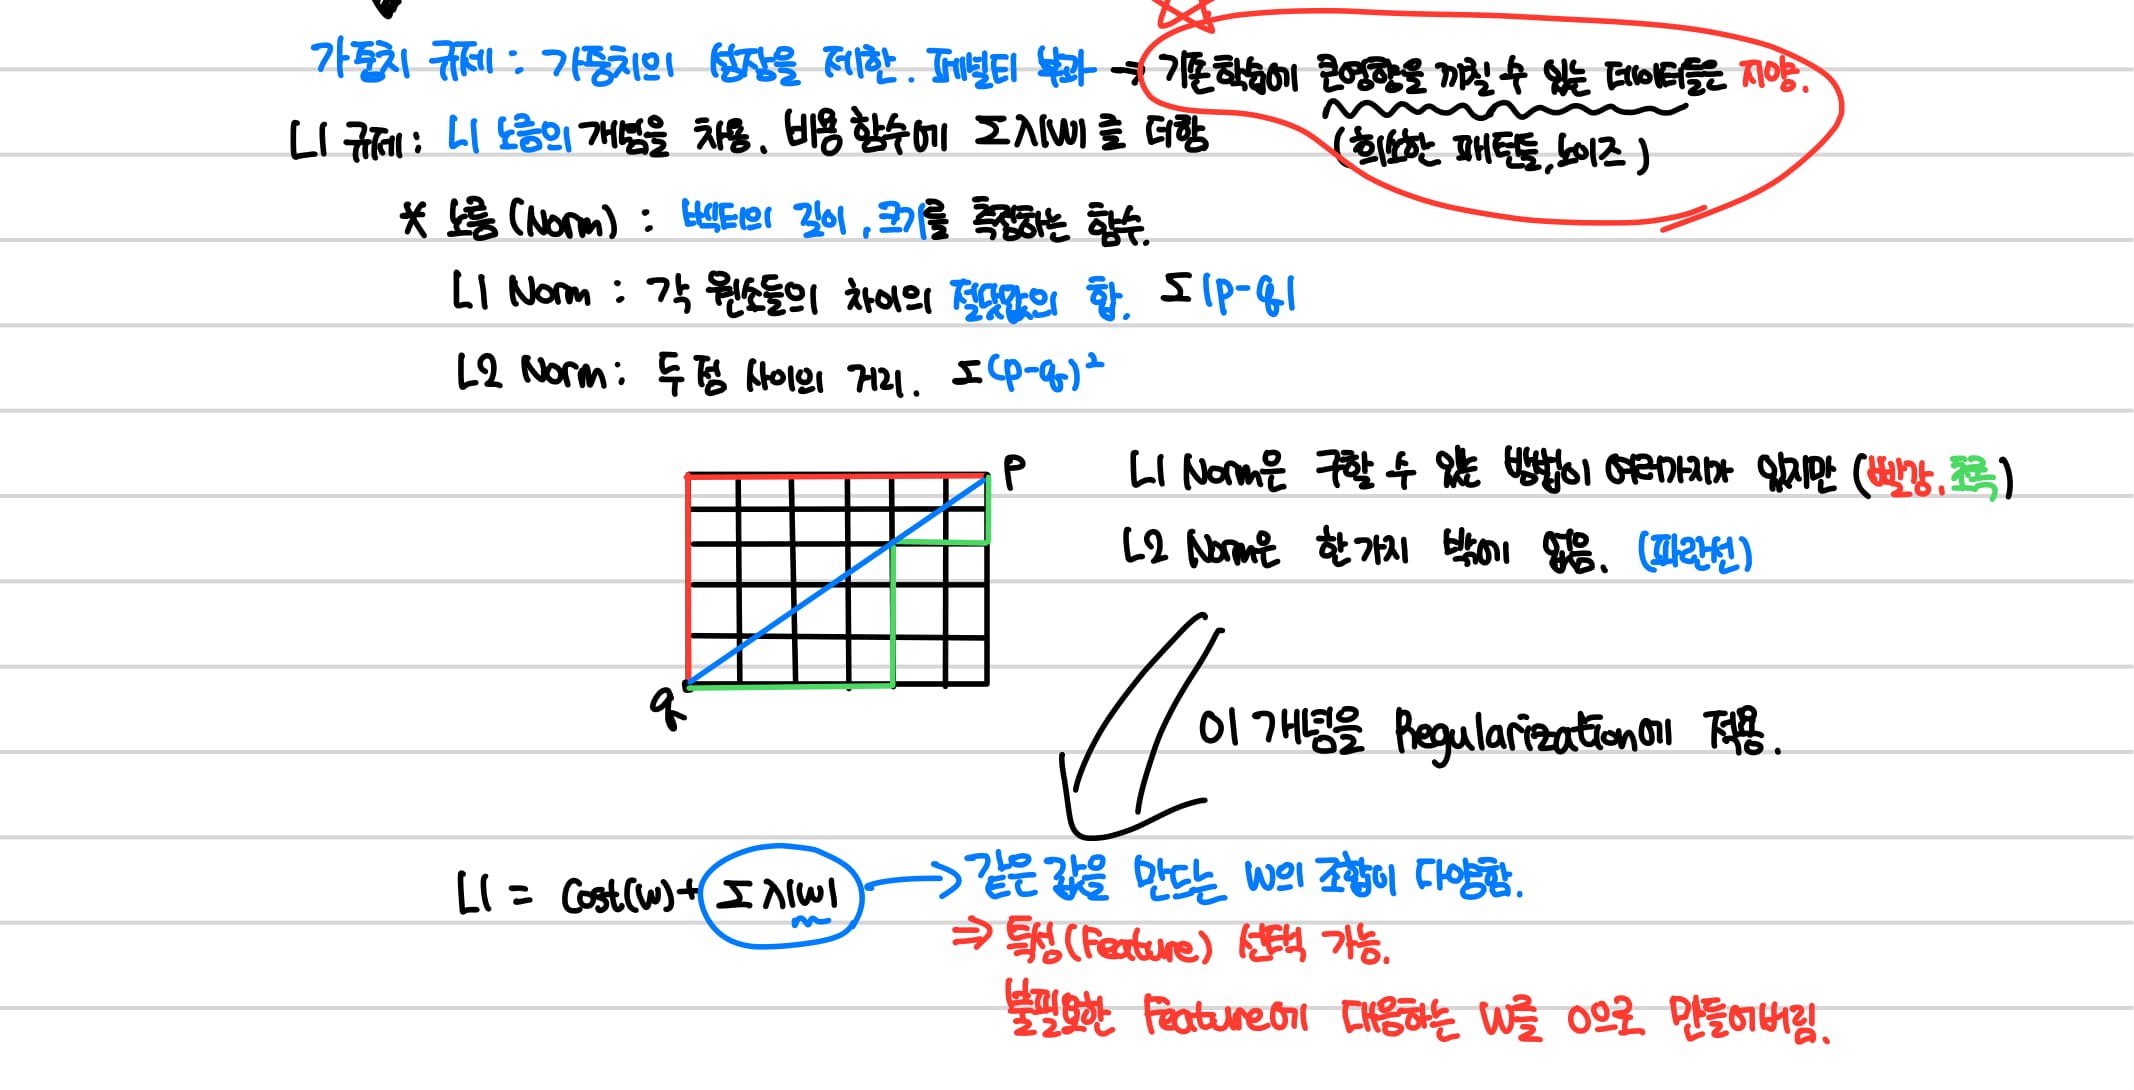 가중치 규제 : 가중치의 성장을 제한. 페널티 부과 → 기존학습에 큰영향을 끼칠 수 있는 데이터들은 지양.
(희소한 패턴들, 노이즈)
L1 규제 : L1 노름의 개념을 차용. 비용 함수에 Σλ|w| 를 더함
* 노름 (Norm) : 벡터의 길이, 크기를 측정하는 함수.
L1 Norm : 각 원소들의 차이의 절댓값의 합. Σ|p-q|
L2 Norm : 두 점 사이의 거리. Σ(p-q)²
p
q
L1 Norm은 구할 수 있는 방법이 여러가지가 있지만 (빨강, 초록)
L2 Norm은 한가지 밖에 없음. (파란선)
이 개념을 Regularization에 적용.
L1 = Cost(w) + Σλ|w| → 같은 값을 만드는 w의 조합이 다양함.
⇒ 특성(Feature) 선택 가능.
불필요한 Feature에 대응하는 w를 0으로 만들어버림.